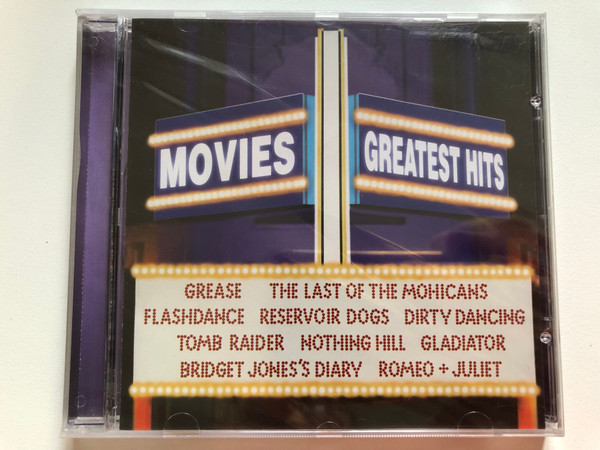 MOVIES
GREATEST HITS
GREASE THE LAST OF THE MOHICANS
FLASHDANCE RESERVOIR DOGS DIRTY DANCING
TOMB RAIDER NOTHING HILL GLADIATOR
BRIDGET JONES'S DIARY ROMEO + JULIET